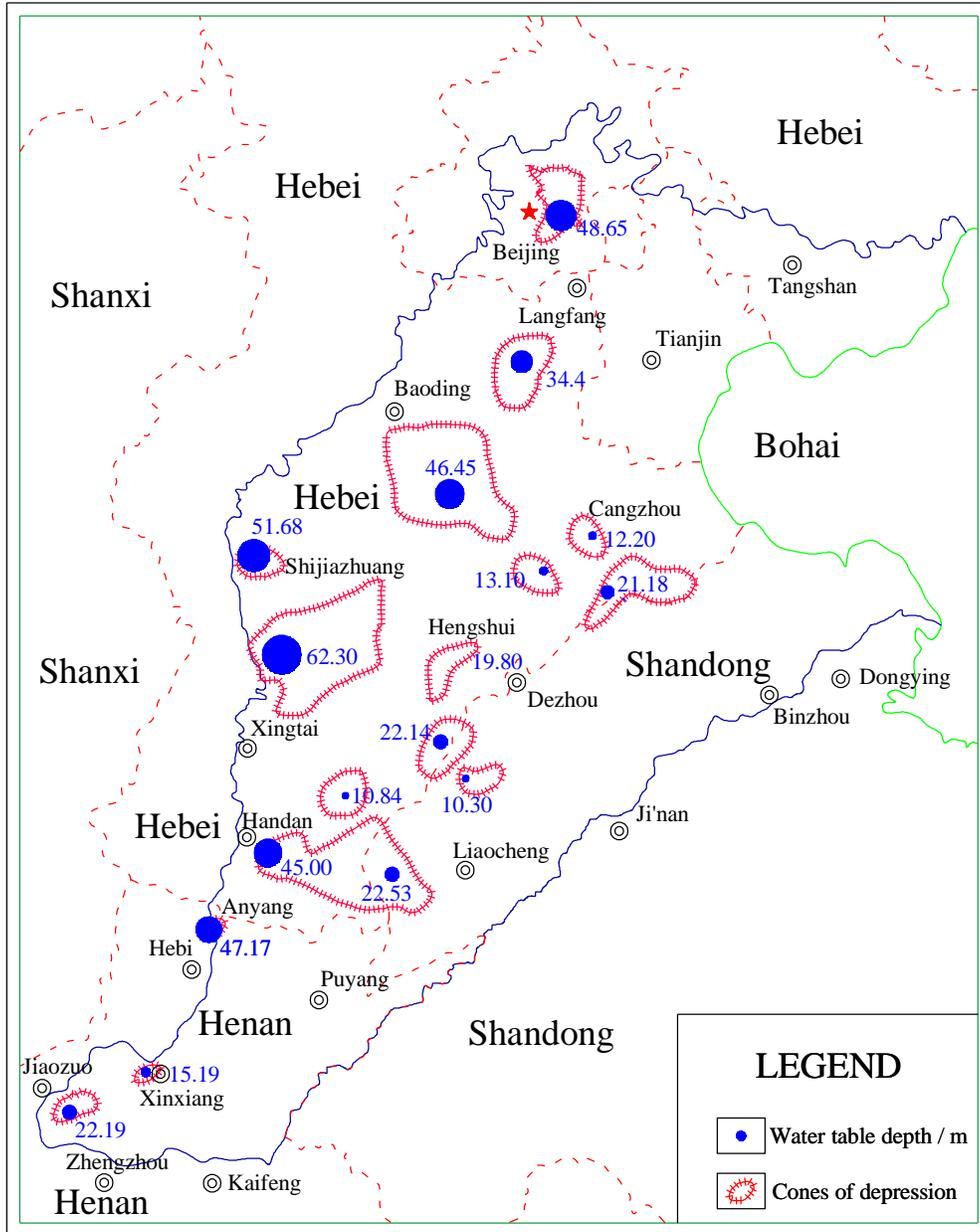 Hebei
Hebei
48.65
Beijing
Shanxi
Tangshan
Langfang
Tianjin
34.4
Baoding
Bohai
46.45
Hebei
Cangzhou
51.68
12.20
Shijiazhuang
13.10
21.18
Hengshui
62.30
19.80
Shandong
Shanxi
Dongying
Dezhou
Binzhou
Xingtai
22.14
10.84
10.30
Ji'nan
Hebei
Handan
Liaocheng
45.00
22.53
Anyang
Hebi
47.17
Puyang
Henan
Shandong
Jiaozuo
15.19
Xinxiang
22.19
Zhengzhou
Kaifeng
Henan
LEGEND
Water table depth / m
Cones of depression